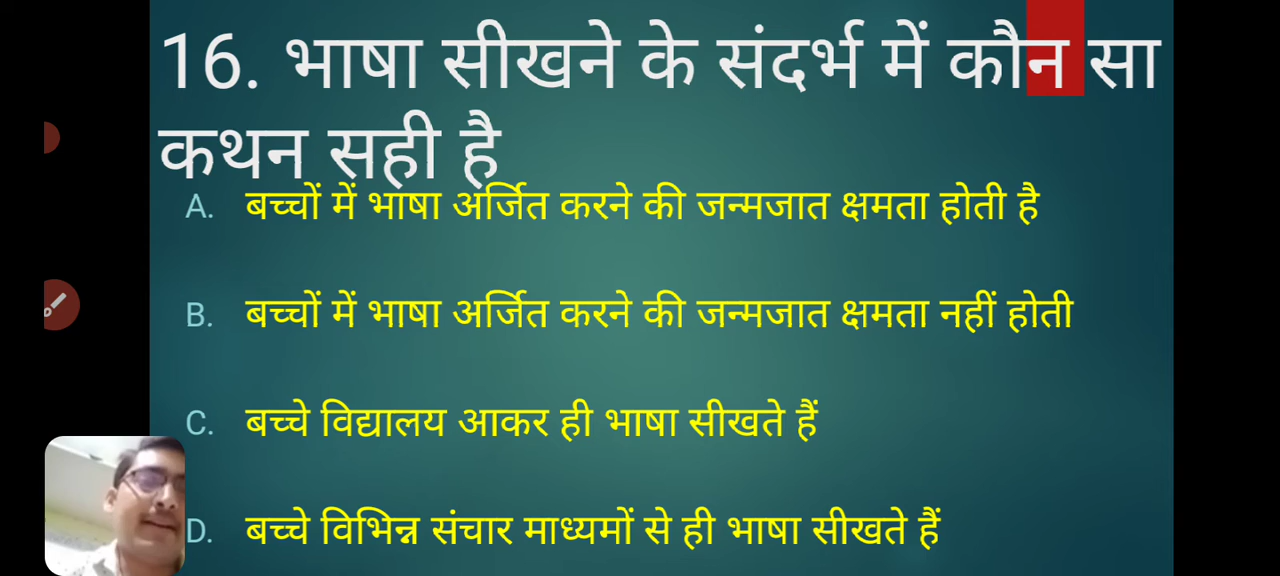 16. भाषा सीखने के संदर्भ में कौन सा
कथन सही है
A. बच्चों में भाषा अर्जित करने की जन्मजात क्षमता होती है
B. बच्चों में भाषा अर्जित करने की जन्मजात क्षमता नहीं होती
C. बच्चे विद्यालय आकर ही भाषा सीखते हैं
D. बच्चे विभिन्न संचार माध्यमों से ही भाषा सीखते हैं